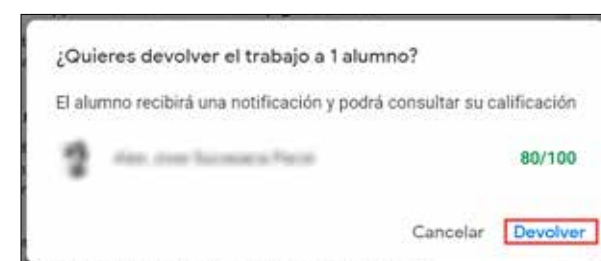 ¿Quieres devolver el trabajo a 1 alumno?
El alumno recibirá una notificación y podrá consultar su calificación
80/100
Cancelar Devolver